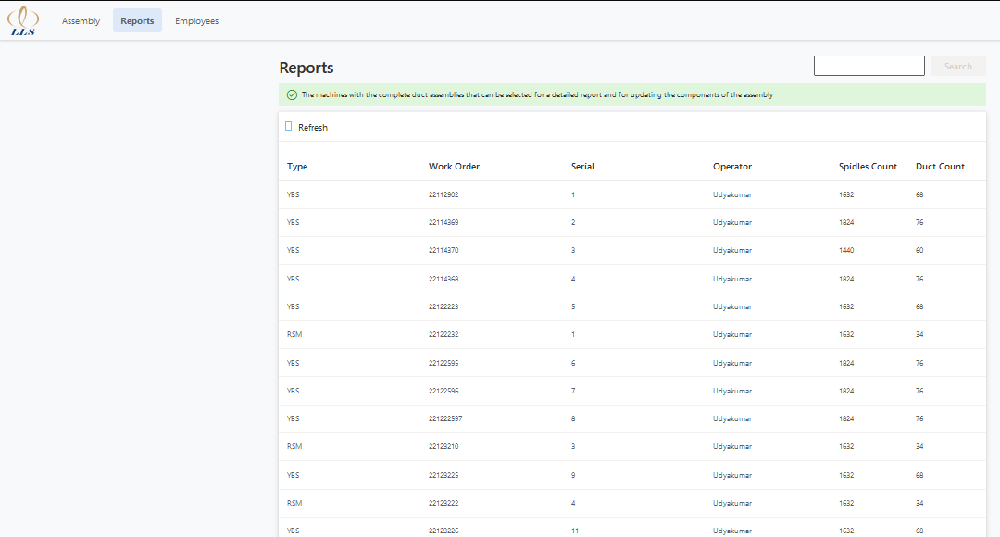 LLS
Assembly Reports Employees
Reports
Search
The machines with the complete duct assemblies that can be selected for a detailed report and for updating the components of the assembly
Refresh
Type Work Order Serial Operator Spidles Count Duct Count
YBS 22112902 1 Udyakumar 1632 68
YBS 22114369 2 Udyakumar 1824 76
YBS 22114370 3 Udyakumar 1440 60
YBS 22114368 4 Udyakumar 1824 76
YBS 22122223 5 Udyakumar 1632 68
RSM 22122232 1 Udyakumar 1632 34
YBS 22122595 6 Udyakumar 1824 76
YBS 22122596 7 Udyakumar 1824 76
YBS 221222597 8 Udyakumar 1824 76
RSM 22123210 3 Udyakumar 1632 34
YBS 22123225 9 Udyakumar 1632 68
RSM 22123222 4 Udyakumar 1632 34
YBS 22123226 11 Udyakumar 1632 68